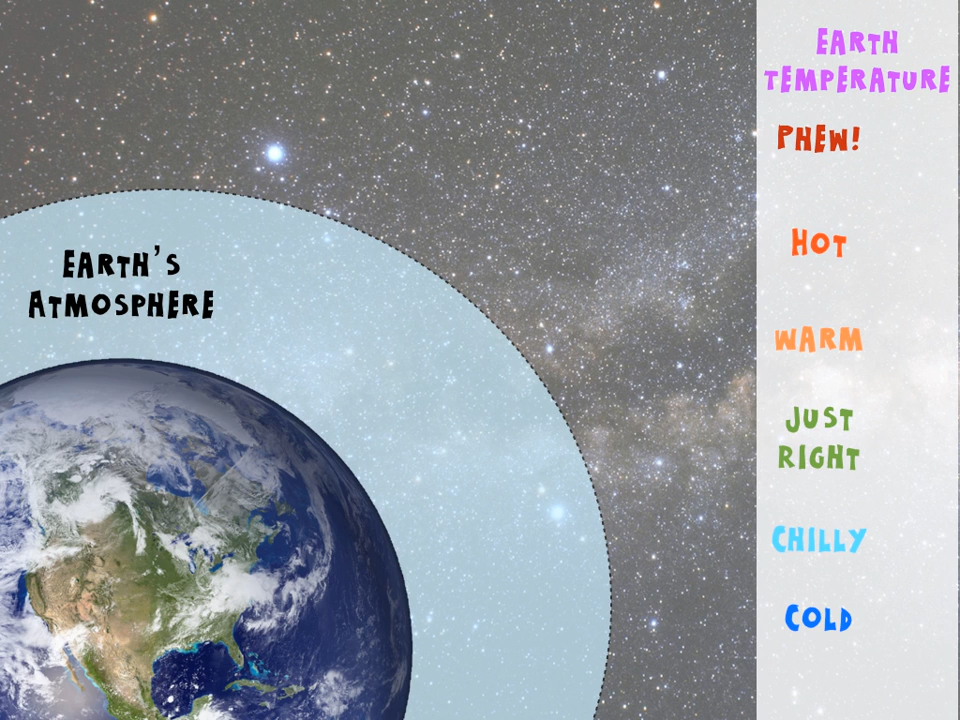 EARTH
TEMPERATURE
PHEW!
EARTH'S
ATMOSPHERE
HOT
WARM
JUST
RIGHT
CHILLY
COLD